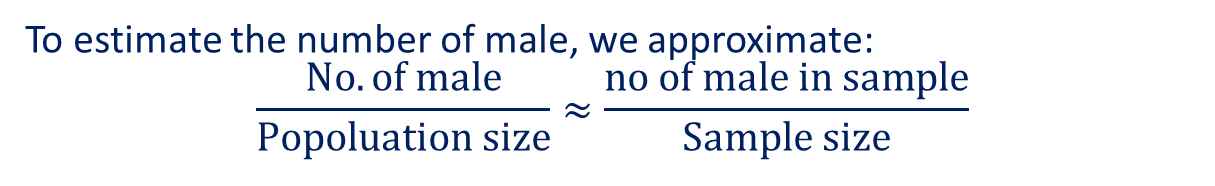 To estimate the number of male, we approximate:
No. of male / Popoluation size ≈ no of male in sample / Sample size